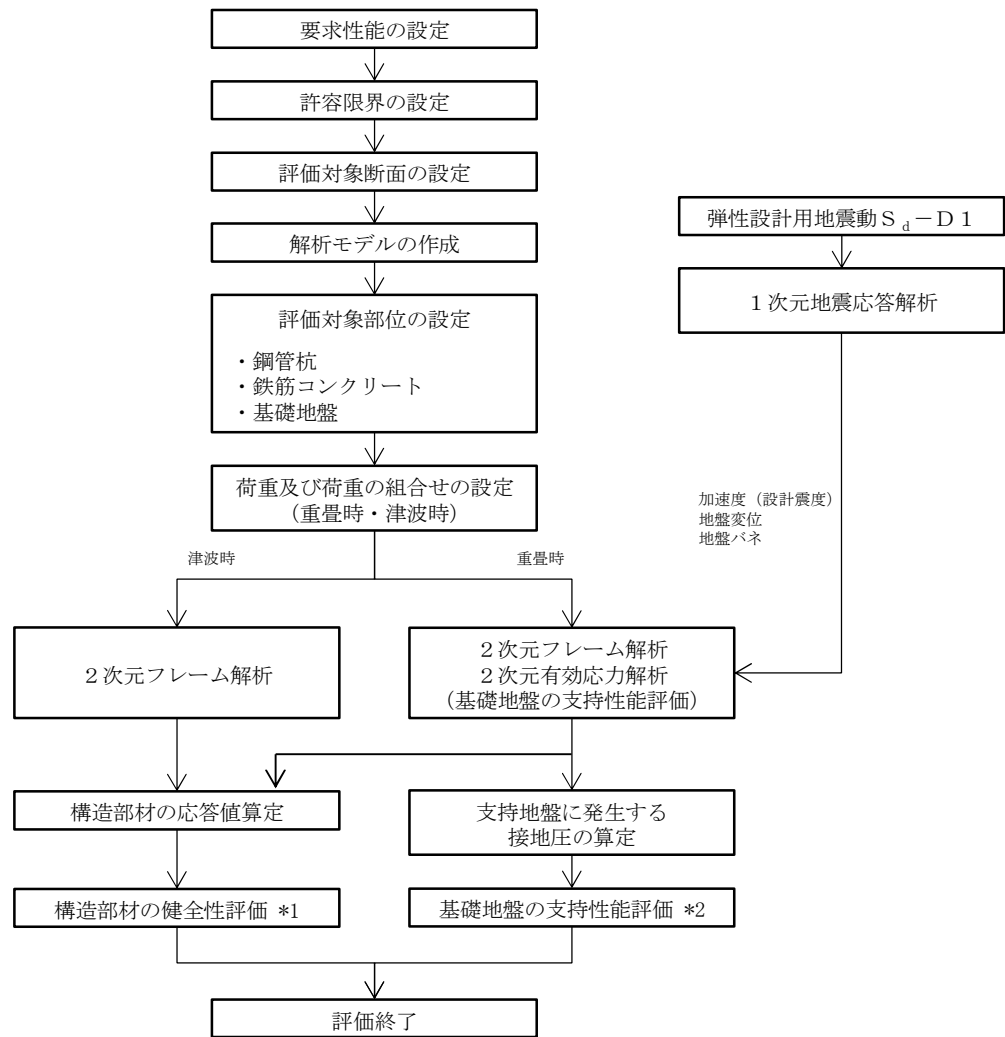 要求性能の設定
許容限界の設定
評価対象断面の設定
解析モデルの作成
評価対象部位の設定
・鋼管杭
・鉄筋コンクリート
・基礎地盤
荷重及び荷重の組合せの設定
(重畳時・津波時)
弾性設計用地震動Ｓd－Ｄ１
１次元地震応答解析
加速度（設計震度）
地盤変位
地盤バネ
津波時
重畳時
２次元フレーム解析
２次元フレーム解析
２次元有効応力解析
(基礎地盤の支持性能評価)
構造部材の応答値算定
支持地盤に発生する
接地圧の算定
構造部材の健全性評価 *1
基礎地盤の支持性能評価 *2
評価終了